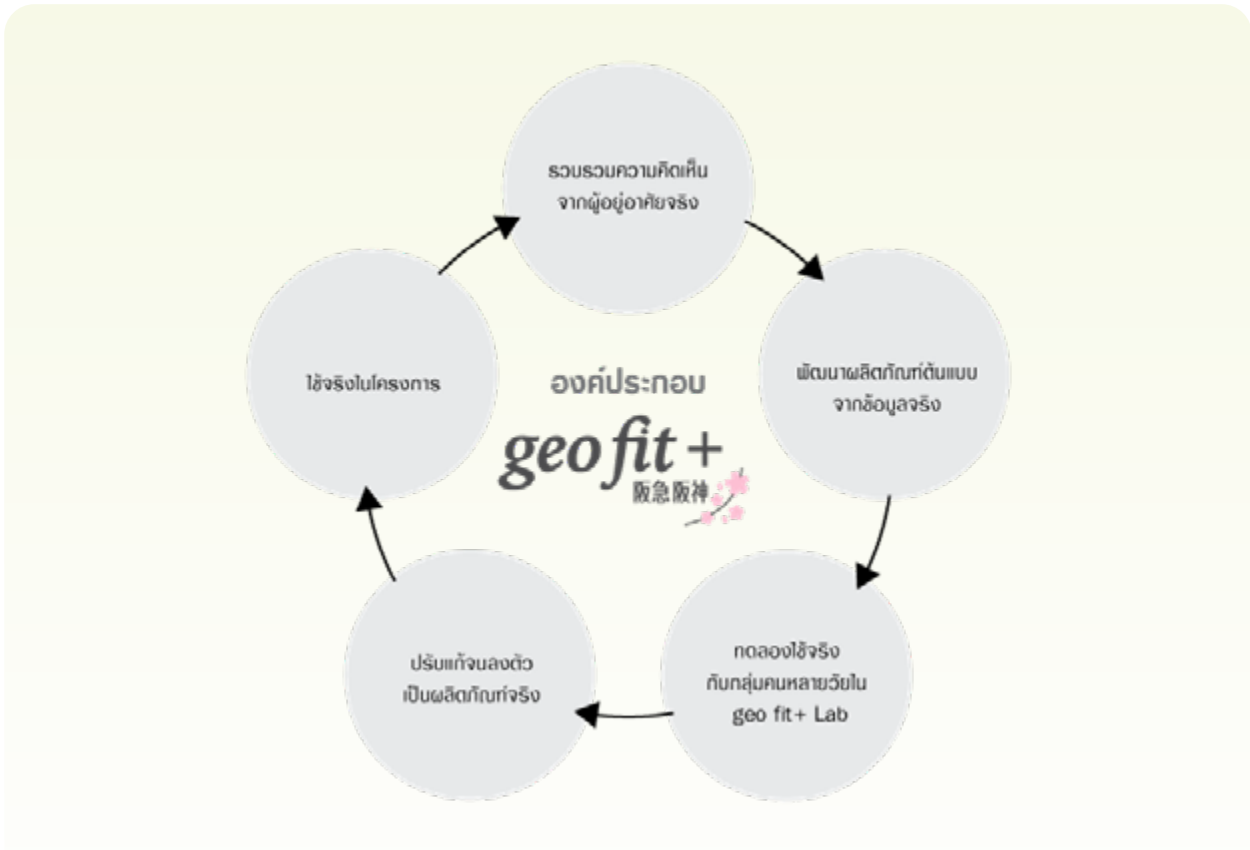 รวบรวมความคิดเห็น
จากผู้อยู่อาศัยจริง
พัฒนาผลิตภัณฑ์ต้นแบบ
จากข้อมูลจริง
ทดลองใช้จริง
กับกลุ่มคนหลายวัยใน
geo fit+ Lab
ปรับแก้จนลงตัว
เป็นผลิตภัณฑ์จริง
ใช้จริงในโครงการ
องค์ประกอบ
geo fit +
阪急阪神